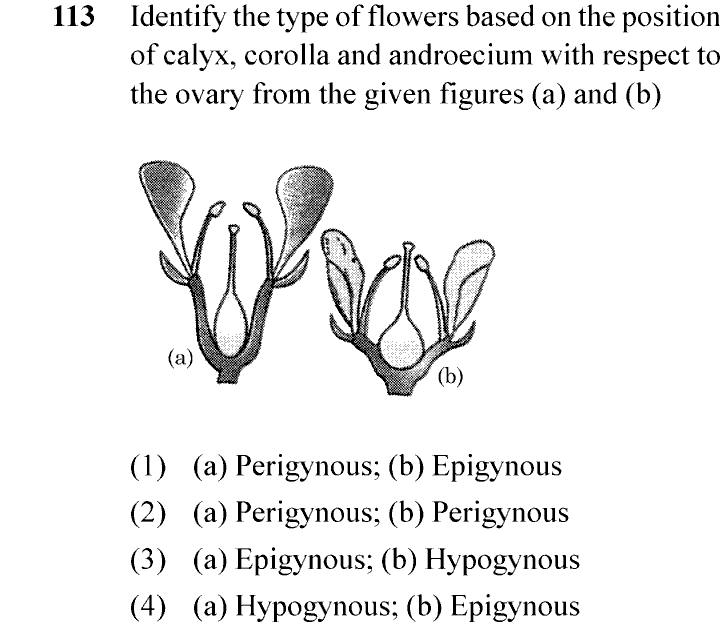 113 Identify the type of flowers based on the position
of calyx, corolla and androecium with respect to
the ovary from the given figures (a) and (b)
(a)
(b)
(1) (a) Perigynous; (b) Epigynous
(2) (a) Perigynous; (b) Perigynous
(3) (a) Epigynous; (b) Hypogynous
(4) (a) Hypogynous; (b) Epigynous